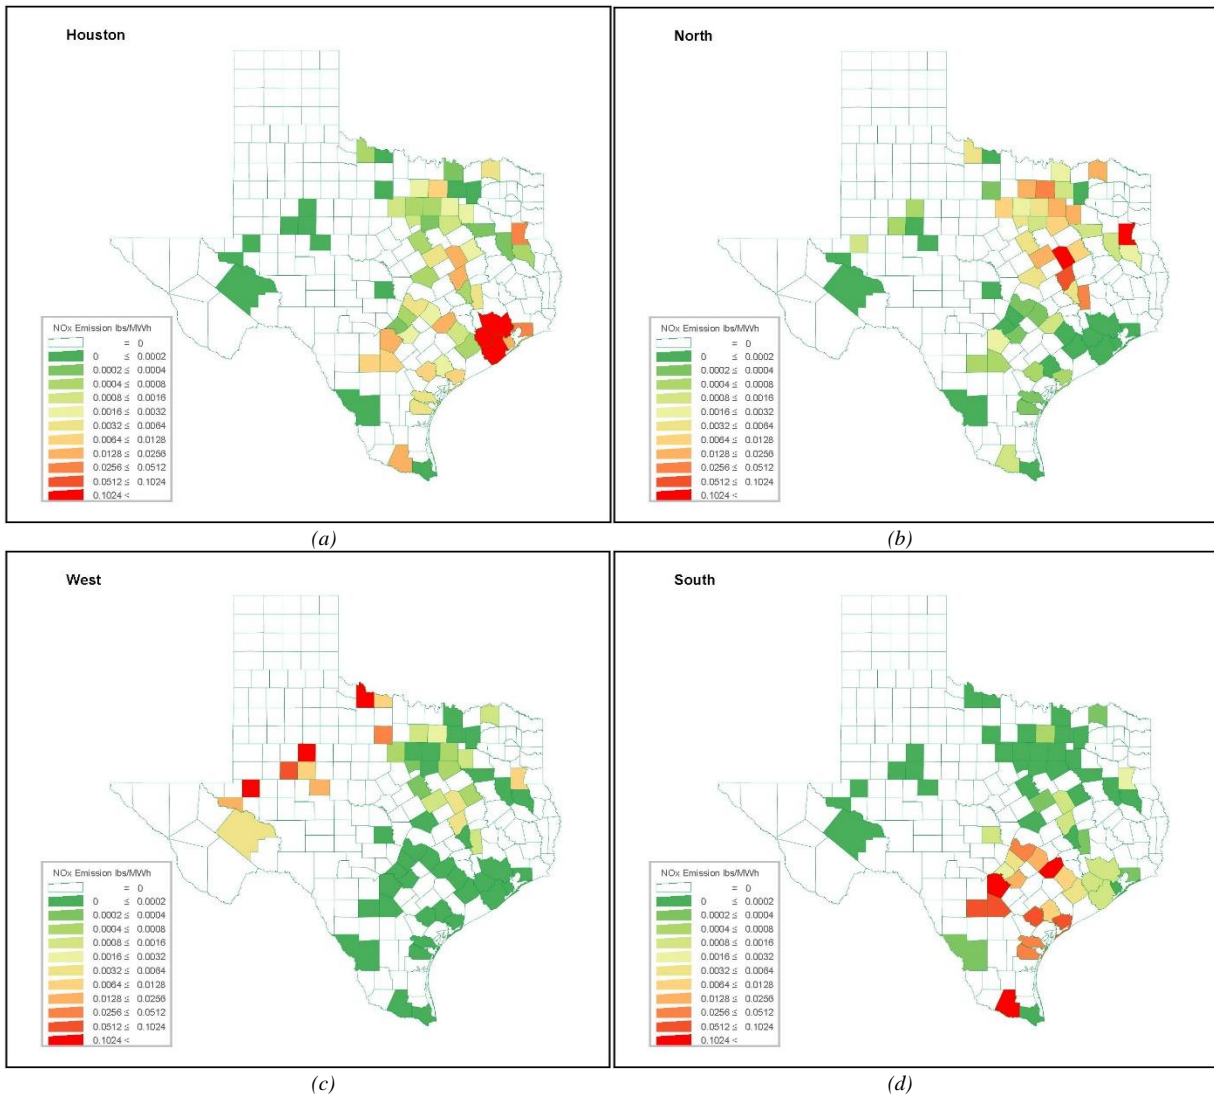 Houston
NOx Emission lbs/MWh
= 0
0 ≤ 0.0002
0.0002 ≤ 0.0004
0.0004 ≤ 0.0008
0.0008 ≤ 0.0016
0.0016 ≤ 0.0032
0.0032 ≤ 0.0064
0.0064 ≤ 0.0128
0.0128 ≤ 0.0256
0.0256 ≤ 0.0512
0.0512 ≤ 0.1024
0.1024 <
(a)
North
NOx Emission lbs/MWh
= 0
0 ≤ 0.0002
0.0002 ≤ 0.0004
0.0004 ≤ 0.0008
0.0008 ≤ 0.0016
0.0016 ≤ 0.0032
0.0032 ≤ 0.0064
0.0064 ≤ 0.0128
0.0128 ≤ 0.0256
0.0256 ≤ 0.0512
0.0512 ≤ 0.1024
0.1024 <
(b)
West
NOx Emission lbs/MWh
= 0
0 ≤ 0.0002
0.0002 ≤ 0.0004
0.0004 ≤ 0.0008
0.0008 ≤ 0.0016
0.0016 ≤ 0.0032
0.0032 ≤ 0.0064
0.0064 ≤ 0.0128
0.0128 ≤ 0.0256
0.0256 ≤ 0.0512
0.0512 ≤ 0.1024
0.1024 <
(c)
South
NOx Emission lbs/MWh
= 0
0 ≤ 0.0002
0.0002 ≤ 0.0004
0.0004 ≤ 0.0008
0.0008 ≤ 0.0016
0.0016 ≤ 0.0032
0.0032 ≤ 0.0064
0.0064 ≤ 0.0128
0.0128 ≤ 0.0256
0.0256 ≤ 0.0512
0.0512 ≤ 0.1024
0.1024 <
(d)